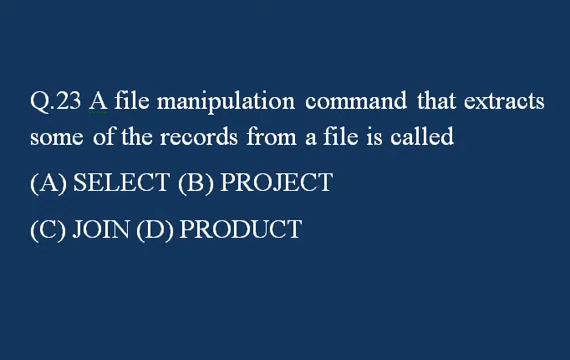 Q.23 A file manipulation command that extracts
some of the records from a file is called
(A) SELECT (B) PROJECT
(C) JOIN (D) PRODUCT